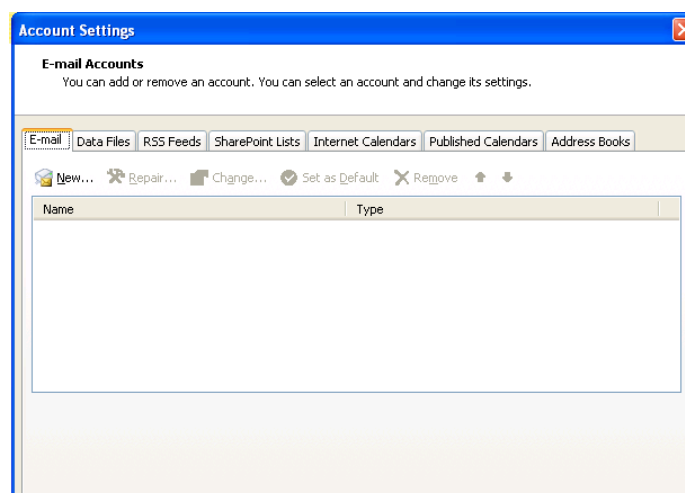 Account Settings
E-mail Accounts
You can add or remove an account. You can select an account and change its settings.
E-mail Data Files RSS Feeds SharePoint Lists Internet Calendars Published Calendars Address Books
New... Repair... Change... Set as Default Remove
Name Type